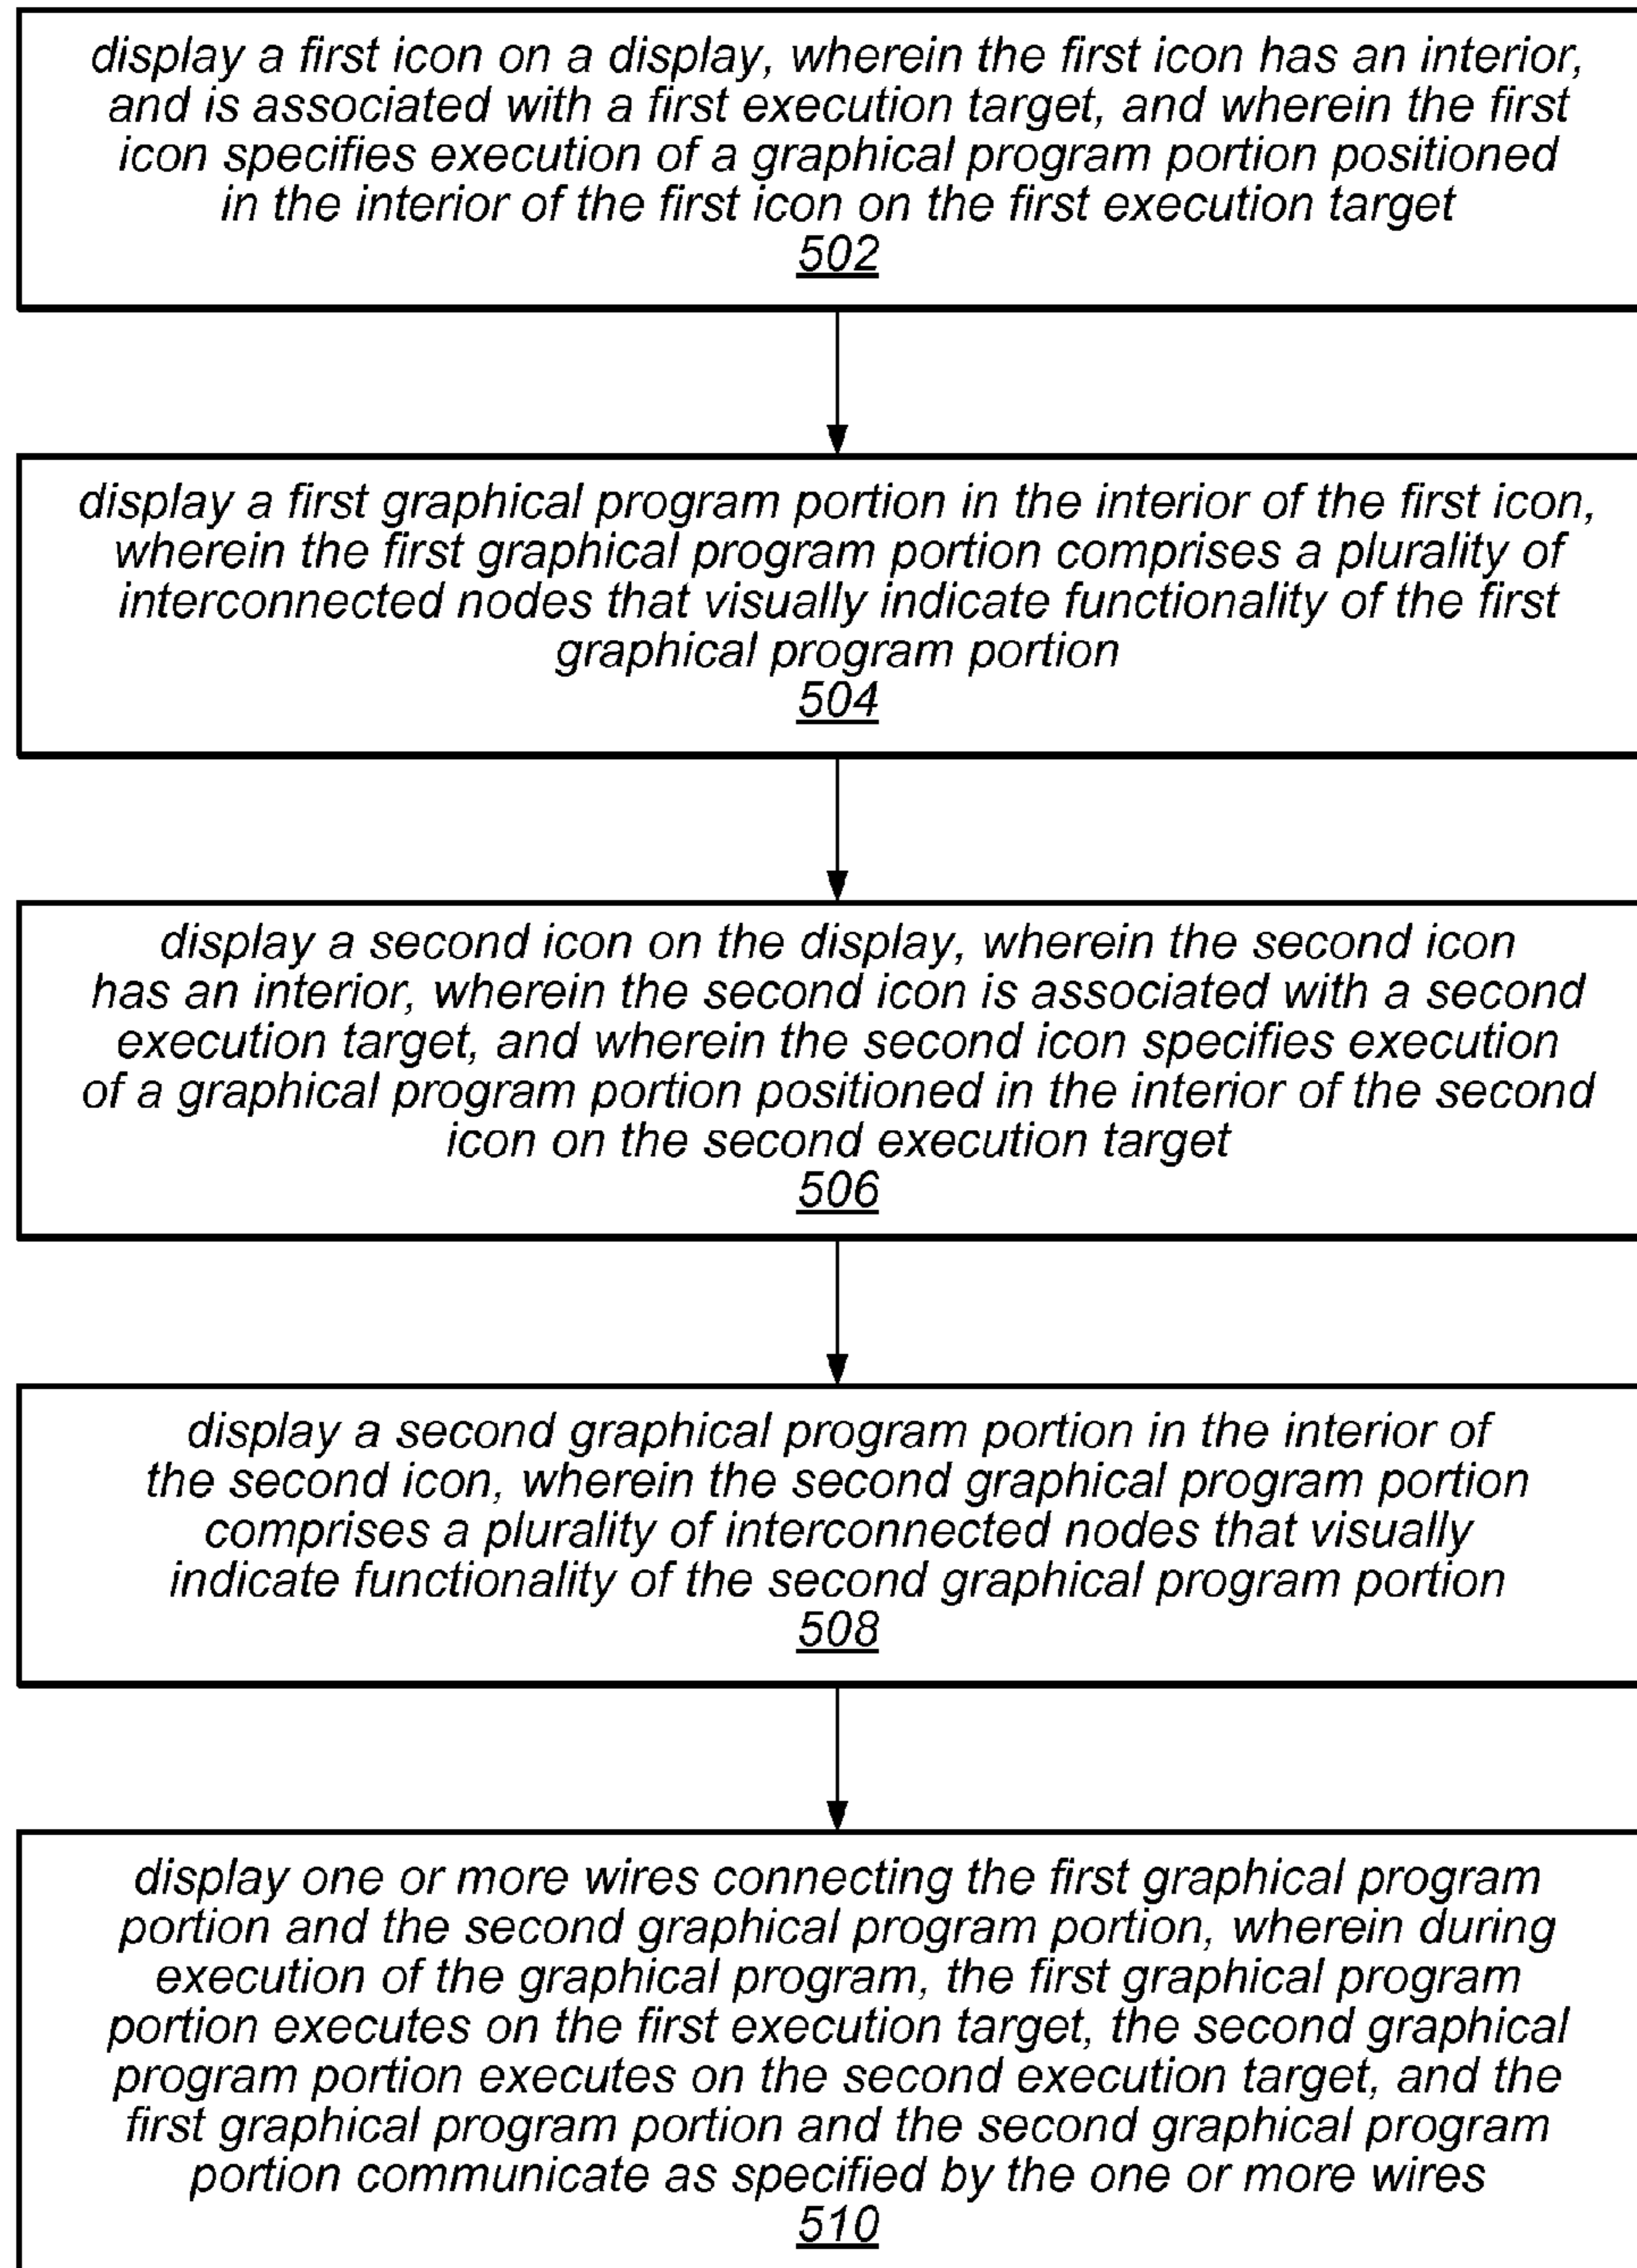 display a first icon on a display, wherein the first icon has an interior,
and is associated with a first execution target, and wherein the first
icon specifies execution of a graphical program portion positioned
in the interior of the first icon on the first execution target
502
display a first graphical program portion in the interior of the first icon,
wherein the first graphical program portion comprises a plurality of
interconnected nodes that visually indicate functionality of the first
graphical program portion
504
display a second icon on the display, wherein the second icon
has an interior, wherein the second icon is associated with a second
execution target, and wherein the second icon specifies execution
of a graphical program portion positioned in the interior of the second
icon on the second execution target
506
display a second graphical program portion in the interior of
the second icon, wherein the second graphical program portion
comprises a plurality of interconnected nodes that visually
indicate functionality of the second graphical program portion
508
display one or more wires connecting the first graphical program
portion and the second graphical program portion, wherein during
execution of the graphical program, the first graphical program
portion executes on the first execution target, the second graphical
program portion executes on the second execution target, and the
first graphical program portion and the second graphical program
portion communicate as specified by the one or more wires
510